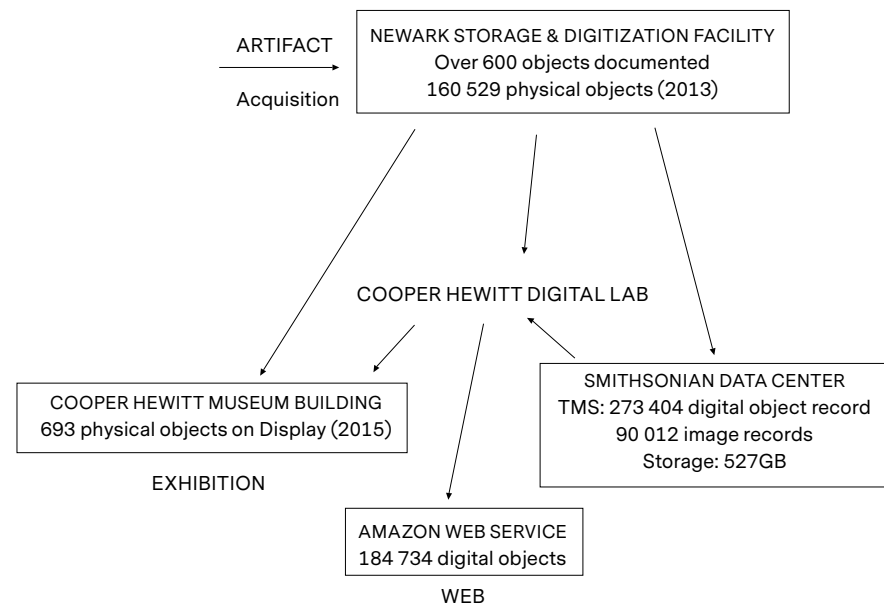 ARTIFACT
Acquisition
NEWARK STORAGE & DIGITIZATION FACILITY
Over 600 objects documented
160 529 physical objects (2013)
COOPER HEWITT DIGITAL LAB
COOPER HEWITT MUSEUM BUILDING
693 physical objects on Display (2015)
EXHIBITION
SMITHSONIAN DATA CENTER
TMS: 273 404 digital object record
90 012 image records
Storage: 527GB
AMAZON WEB SERVICE
184 734 digital objects
WEB